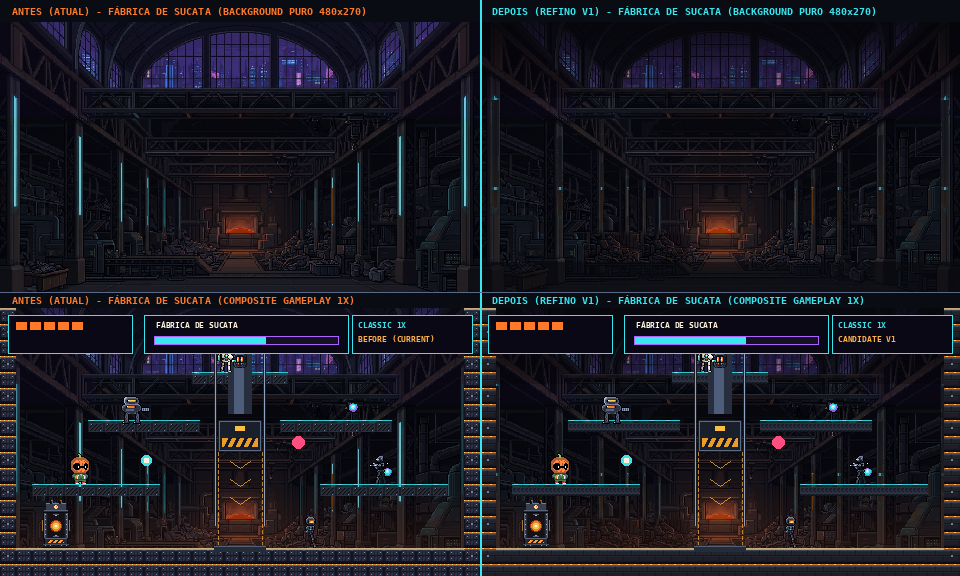 ANTES (ATUAL) - FÁBRICA DE SUCATA (BACKGROUND PURO 480x270)
DEPOIS (REFINO V1) - FÁBRICA DE SUCATA (BACKGROUND PURO 480x270)
ANTES (ATUAL) - FÁBRICA DE SUCATA (COMPOSITE GAMEPLAY 1X)
FÁBRICA DE SUCATA
CLASSIC 1X
BEFORE (CURRENT)
DEPOIS (REFINO V1) - FÁBRICA DE SUCATA (COMPOSITE GAMEPLAY 1X)
FÁBRICA DE SUCATA
CLASSIC 1X
CANDIDATE V1